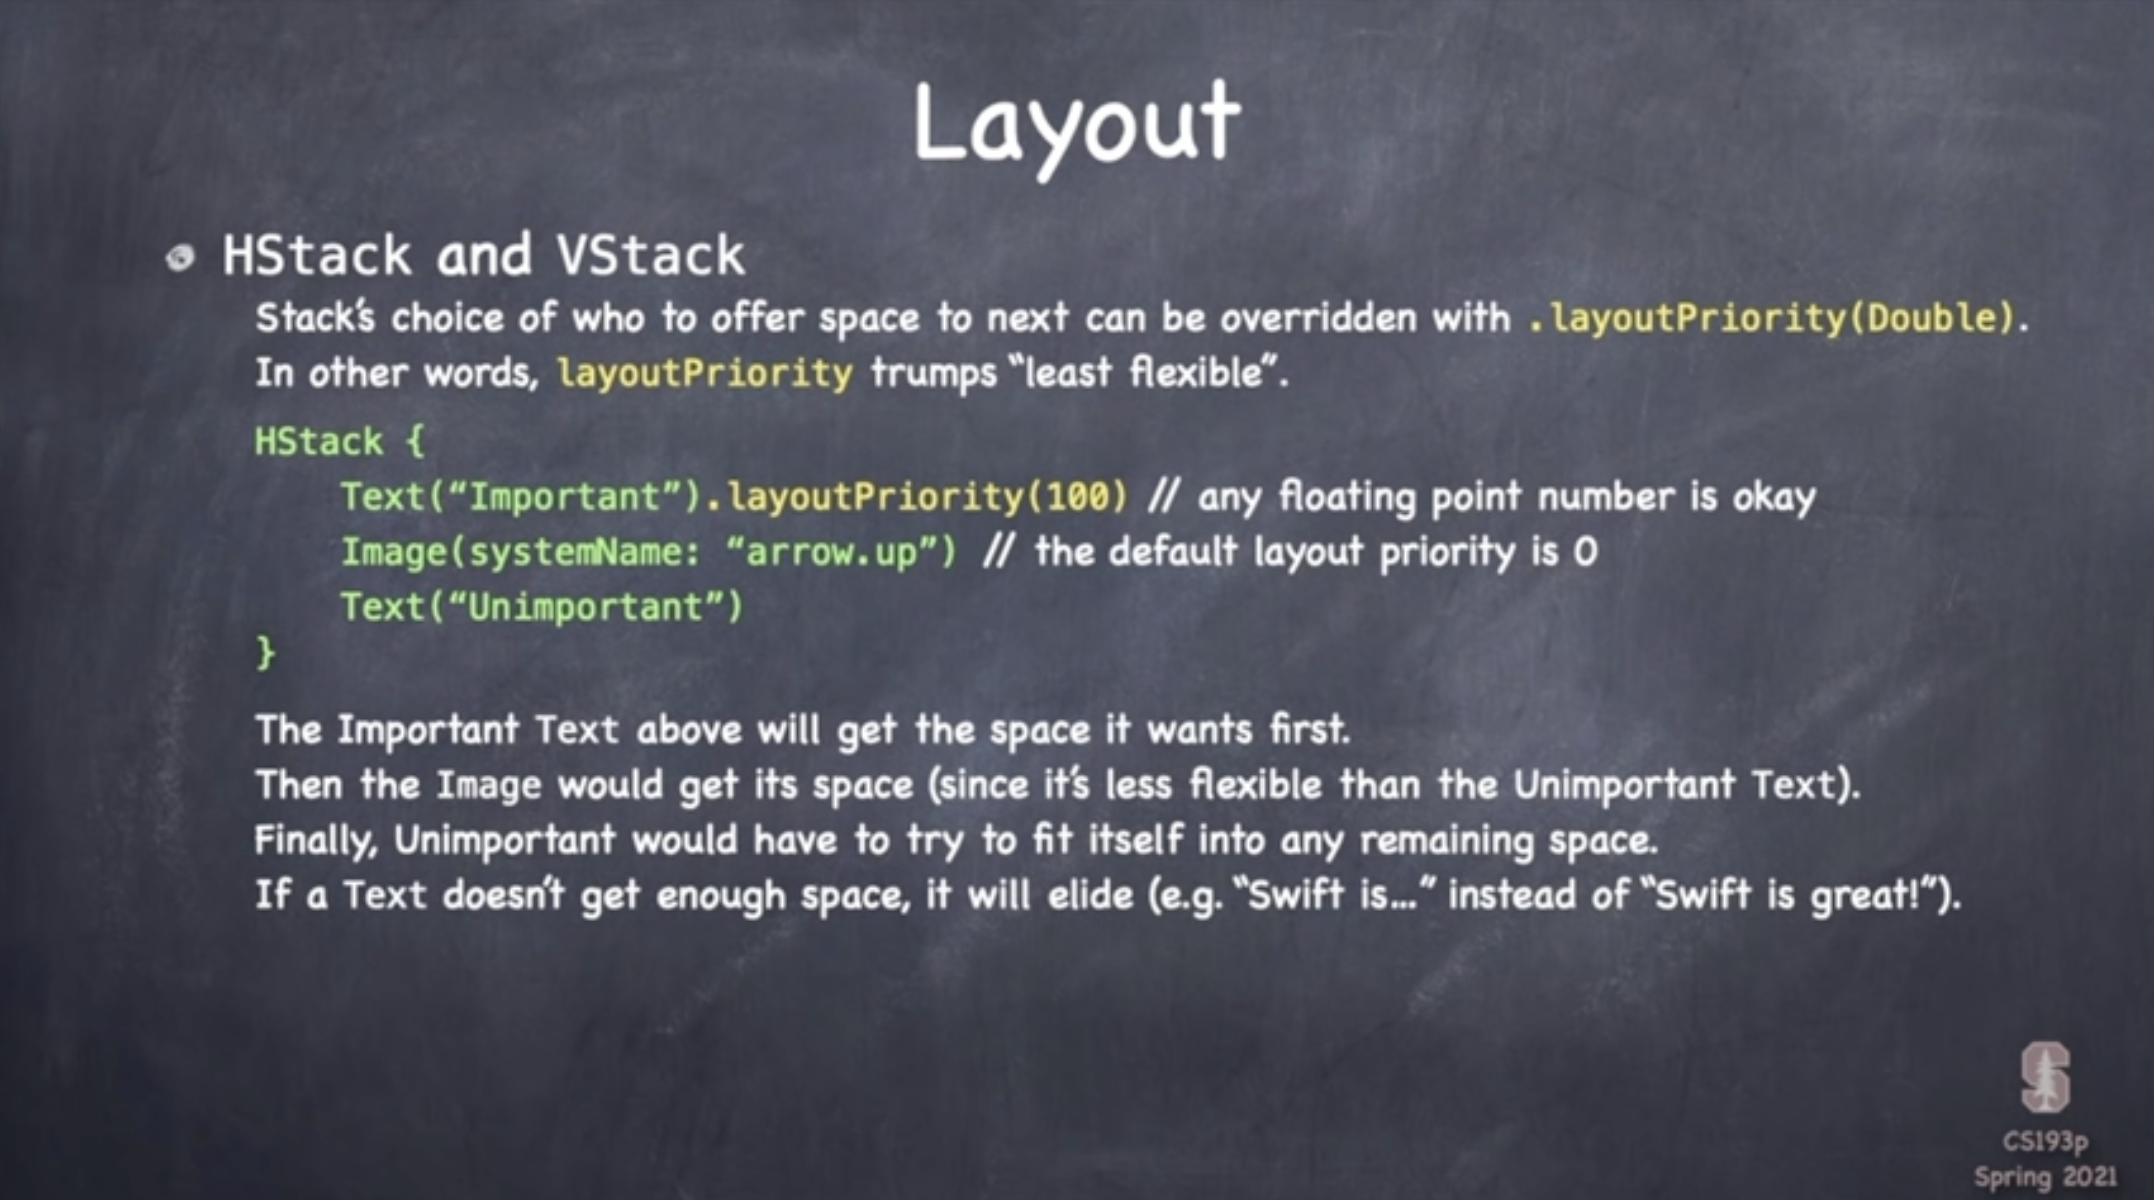 Layout
HStack and VStack
Stack's choice of who to offer space to next can be overridden with .layoutPriority(Double).
In other words, layoutPriority trumps “least flexible”.
HStack {
Text(“Important”).layoutPriority(100) // any floating point number is okay
Image(systemName: “arrow.up”) // the default layout priority is 0
Text(“Unimportant”)
}
The Important Text above will get the space it wants first.
Then the Image would get its space (since it's less flexible than the Unimportant Text).
Finally, Unimportant would have to try to fit itself into any remaining space.
If a Text doesn't get enough space, it will elide (e.g. “Swift is...” instead of “Swift is great!”).
S
CS193p
Spring 2021